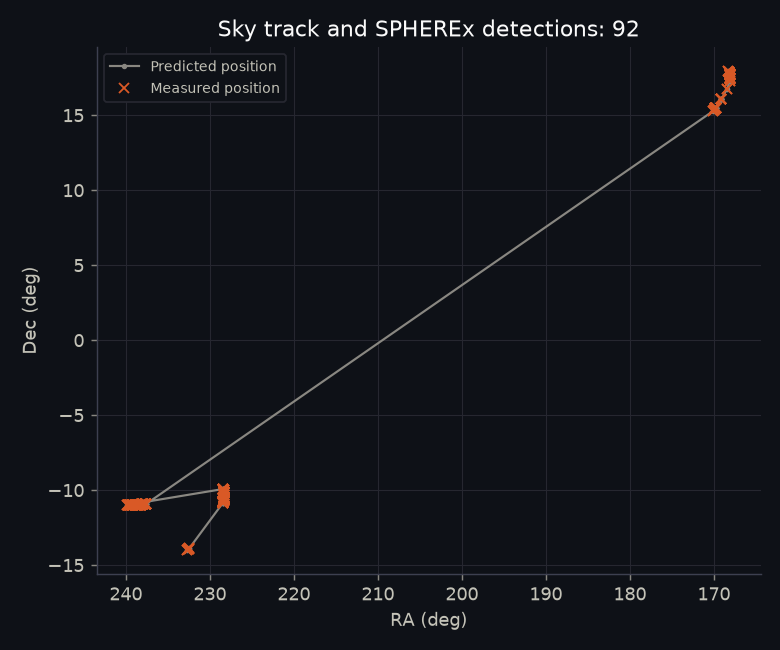 Sky track and SPHEREx detections: 92
Predicted position
Measured position
15
10
5
0
−5
−10
−15
Dec (deg)
240 230 220 210 200 190 180 170
RA (deg)